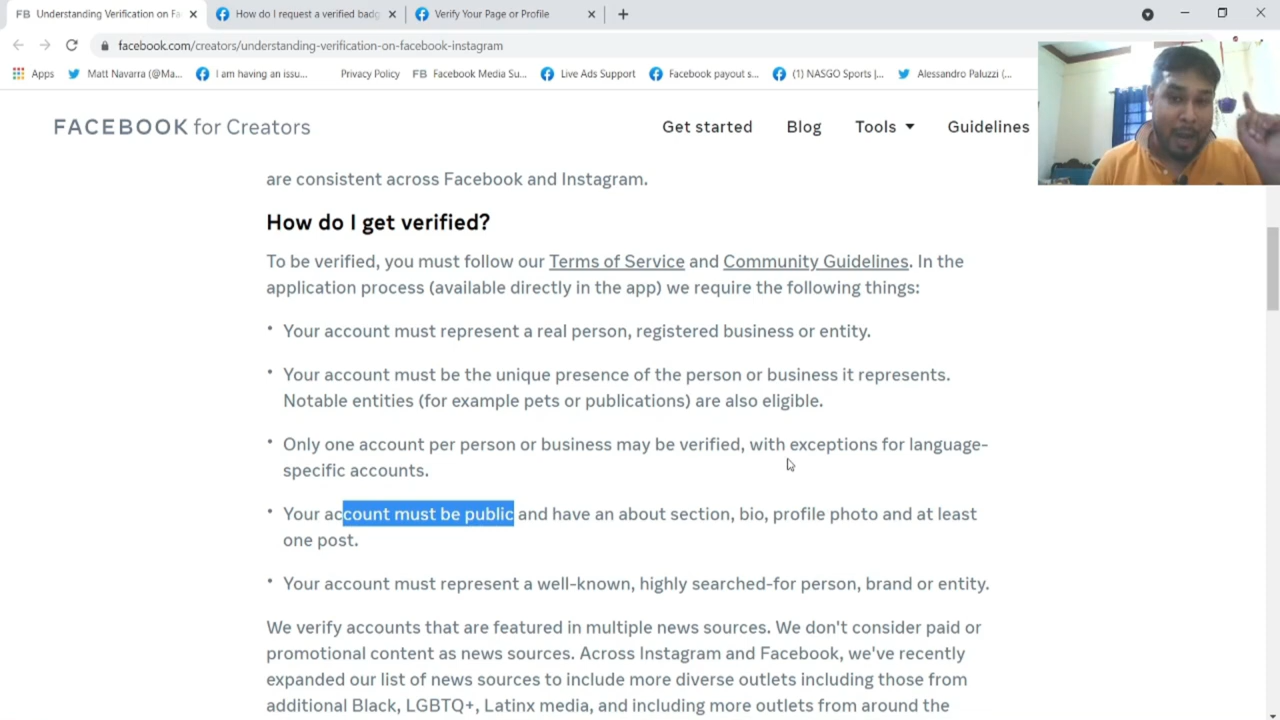 FB Understanding Verification on Fa
How do I request a verified badg
Verify Your Page or Profile
facebook.com/creators/understanding-verification-on-facebook-instagram
Apps
Matt Navarra (@Ma...
I am having an issu...
Privacy Policy
FB Facebook Media Su...
Live Ads Support
Facebook payout s...
(1) NASGO Sports |...
Alessandro Paluzzi (...
FACEBOOK for Creators
Get started
Blog
Tools
Guidelines
are consistent across Facebook and Instagram.
How do I get verified?
To be verified, you must follow our Terms of Service and Community Guidelines. In the
application process (available directly in the app) we require the following things:
• Your account must represent a real person, registered business or entity.
• Your account must be the unique presence of the person or business it represents.
Notable entities (for example pets or publications) are also eligible.
• Only one account per person or business may be verified, with exceptions for language-
specific accounts.
• Your account must be public and have an about section, bio, profile photo and at least
one post.
• Your account must represent a well-known, highly searched-for person, brand or entity.
We verify accounts that are featured in multiple news sources. We don't consider paid or
promotional content as news sources. Across Instagram and Facebook, we've recently
expanded our list of news sources to include more diverse outlets including those from
additional Black, LGBTQ+, Latinx media, and including more outlets from around the